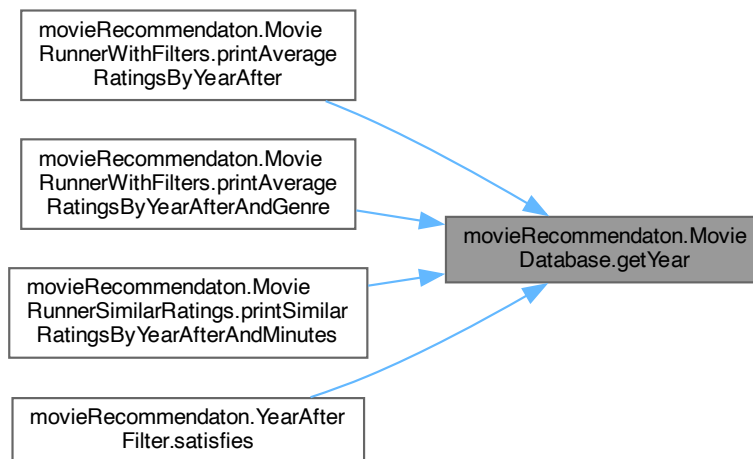 movieRecommendaton.Movie
RunnerWithFilters.printAverage
RatingsByYearAfter
movieRecommendaton.Movie
RunnerWithFilters.printAverage
RatingsByYearAfterAndGenre
movieRecommendaton.Movie
RunnerSimilarRatings.printSimilar
RatingsByYearAfterAndMinutes
movieRecommendaton.YearAfter
Filter.satisfies
movieRecommendaton.Movie
Database.getYear